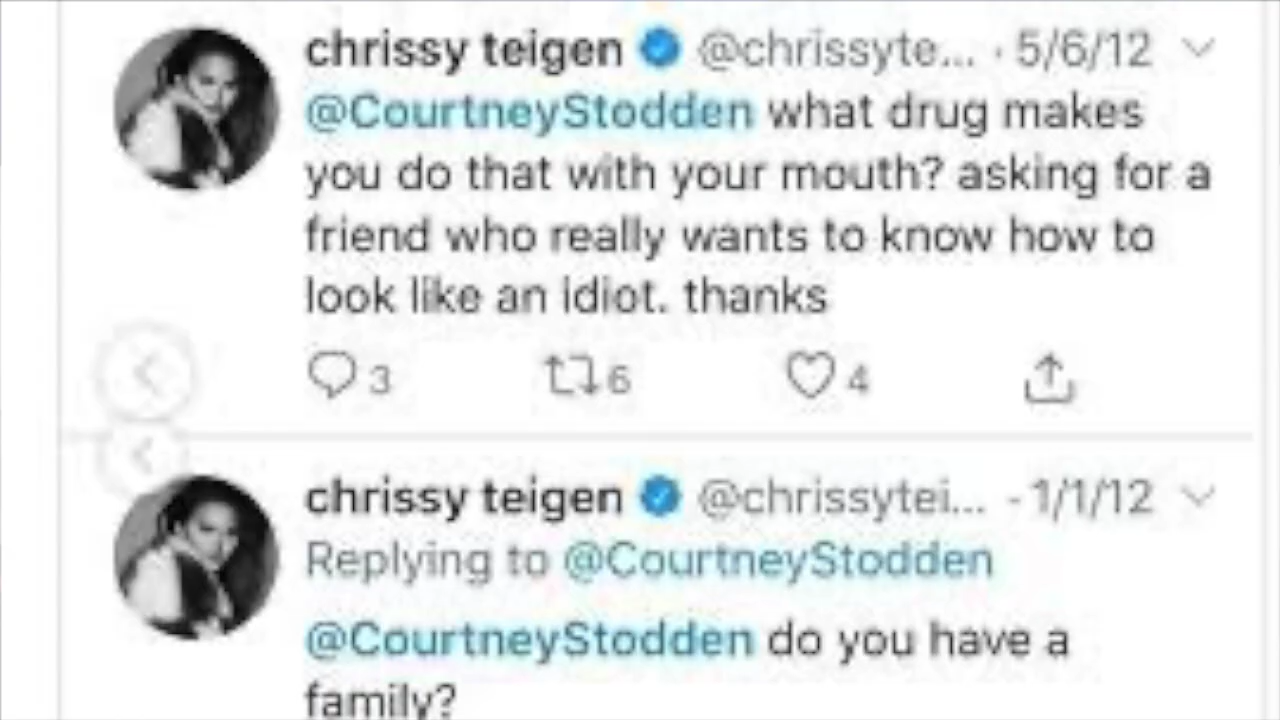 chrissy teigen @chrissyte... · 5/6/12
@CourtneyStodden what drug makes
you do that with your mouth? asking for a
friend who really wants to know how to
look like an idiot. thanks
3 6 4
chrissy teigen @chrissytei... - 1/1/12
Replying to @CourtneyStodden
@CourtneyStodden do you have a
family?